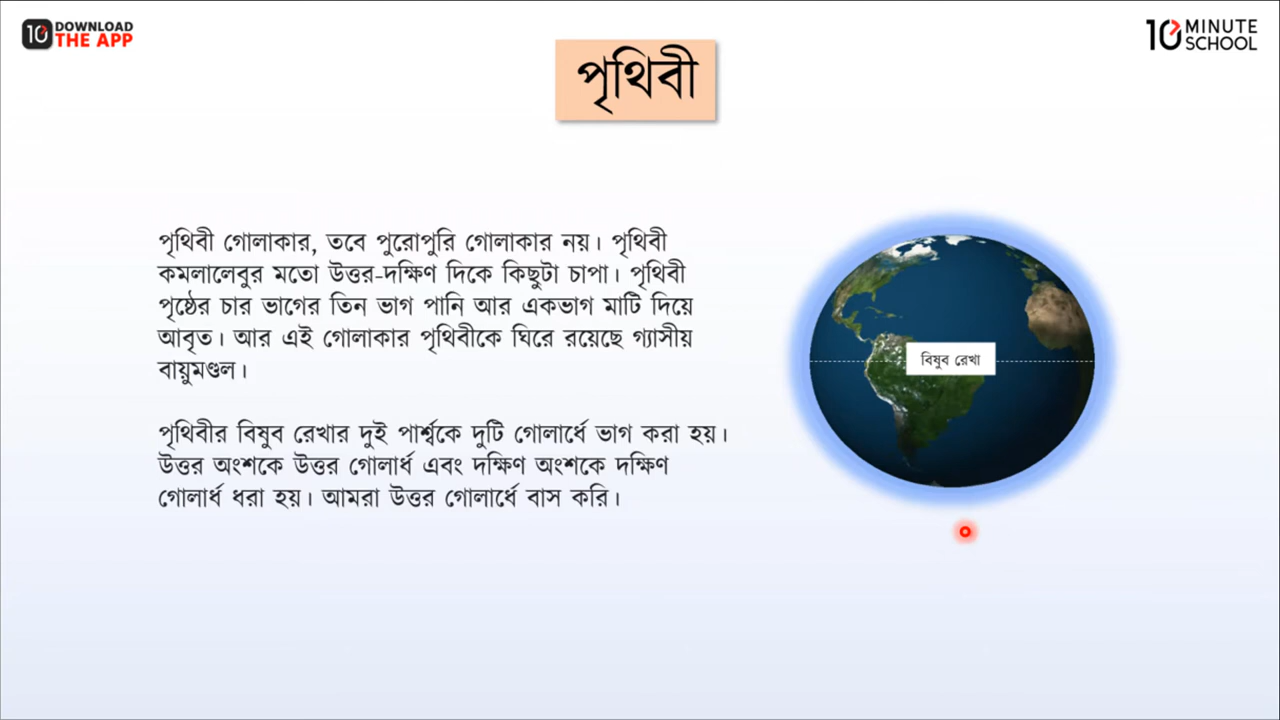 10 DOWNLOAD
THE APP
10 MINUTE
SCHOOL
পৃথিবী
পৃথিবী গোলাকার, তবে পুরোপুরি গোলাকার নয়। পৃথিবী
কমলালেবুর মতো উত্তর-দক্ষিণ দিকে কিছুটা চাপা। পৃথিবী
পৃষ্ঠের চার ভাগের তিন ভাগ পানি আর একভাগ মাটি দিয়ে
আবৃত। আর এই গোলাকার পৃথিবীকে ঘিরে রয়েছে গ্যাসীয়
বায়ুমণ্ডল।
পৃথিবীর বিষুব রেখার দুই পার্শ্বকে দুটি গোলার্ধে ভাগ করা হয়।
উত্তর অংশকে উত্তর গোলার্ধ এবং দক্ষিণ অংশকে দক্ষিণ
গোলার্ধ ধরা হয়। আমরা উত্তর গোলার্ধে বাস করি।
বিষুব রেখা